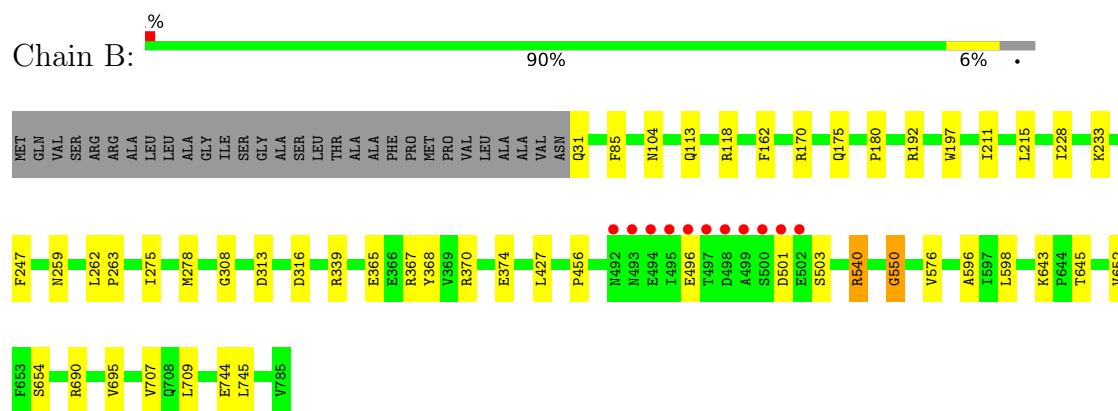 .%
Chain B:
90% 6% •
MET GLN VAL SER ARG ARG ALA LEU LEU ALA GLY ILE SER GLY ALA SER LEU THR ALA ALA PHE PRO MET PRO VAL LEU ALA ALA VAL ASN Q31 F85 N104 Q113 R118 F162 R170 Q175 P180 R192 W197 I211 L215 I228 K233
F247 N259 L262 P263 I275 M278 G308 D313 D316 R339 E365 E366 R367 Y368 V369 R370 E374 L427 P456 N492 N493 E494 I495 E496 T497 D498 A499 S500 D501 E502 S503 R540 G550 V576 A596 I597 L598 K643 P644 T645 V652
F653 S654 R690 V695 V707 Q708 L709 E744 L745 V785